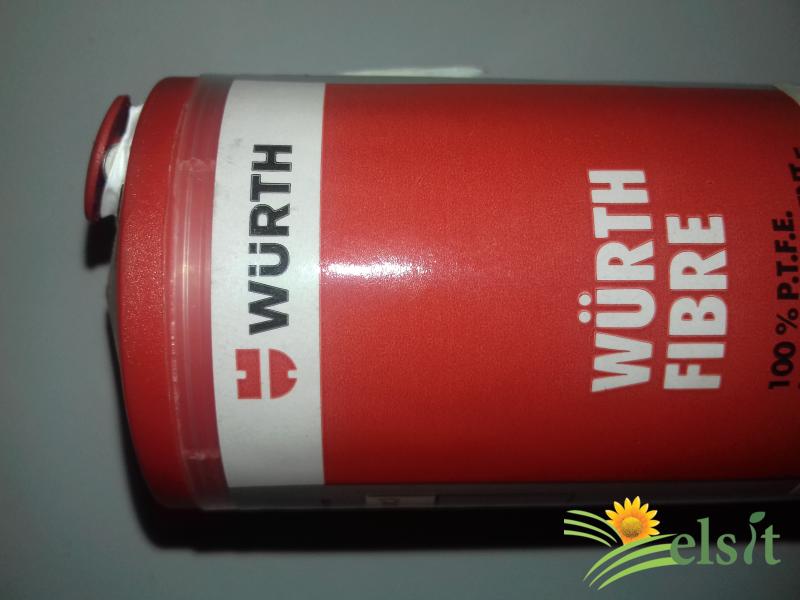 WÜRTH
WÜRTH
FIBRE
100 % P.T.F.E.
elsit